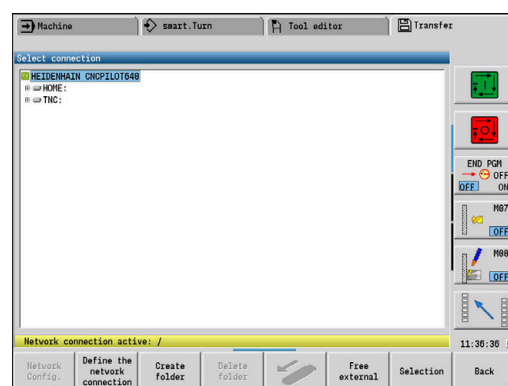 Machine
smart.Turn
Tool editor
Transfer
Select connection
HEIDENHAIN CNCPILOT640
HOME:
TNC:
END PGM
OFF
OFF ON
M07
OFF
M08
OFF
Network connection active: /
11:36:36
Network Config.
Define the network connection
Create folder
Delete folder
Free external
Selection
Back